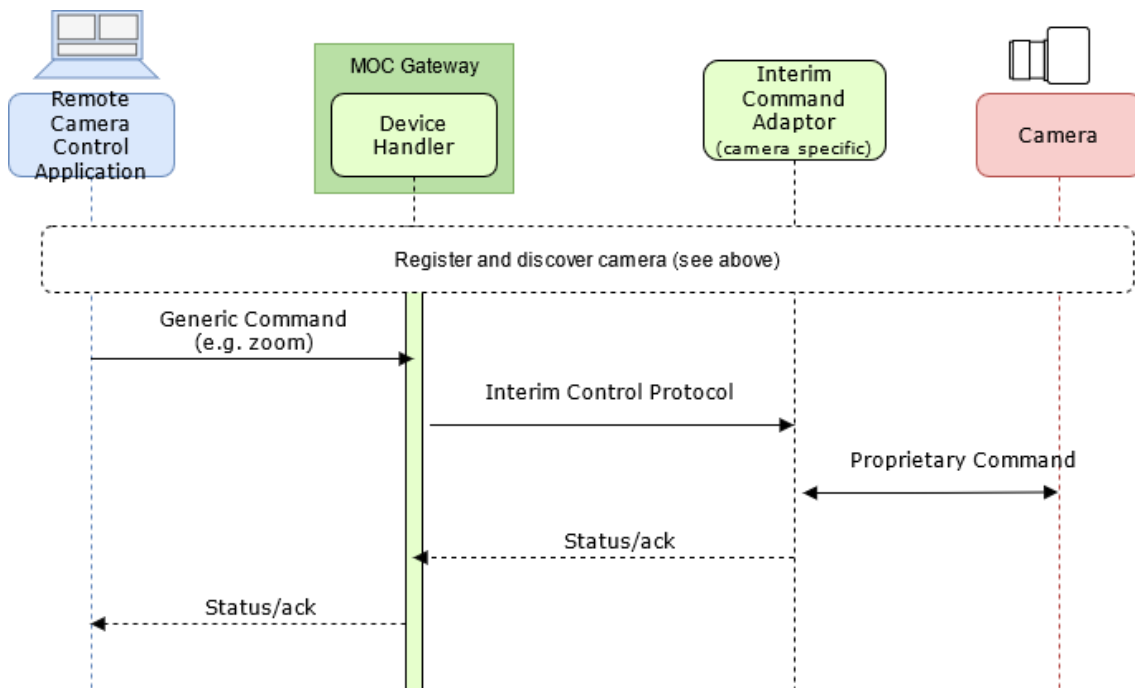 Remote
Camera
Control
Application
MOC Gateway
Device
Handler
Interim
Command
Adaptor
(camera specific)
Camera
Register and discover camera (see above)
Generic Command
(e.g. zoom)
Interim Control Protocol
Proprietary Command
Status/ack
Status/ack